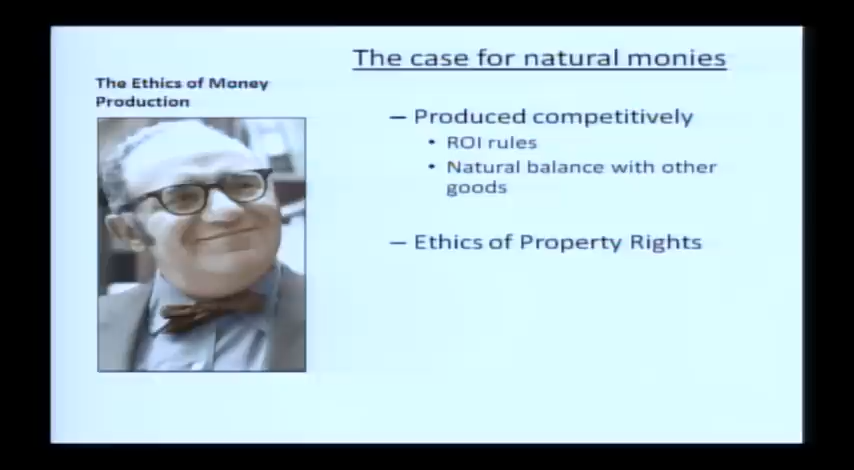 The case for natural monies
The Ethics of Money
Production
– Produced competitively
• ROI rules
• Natural balance with other
goods
– Ethics of Property Rights